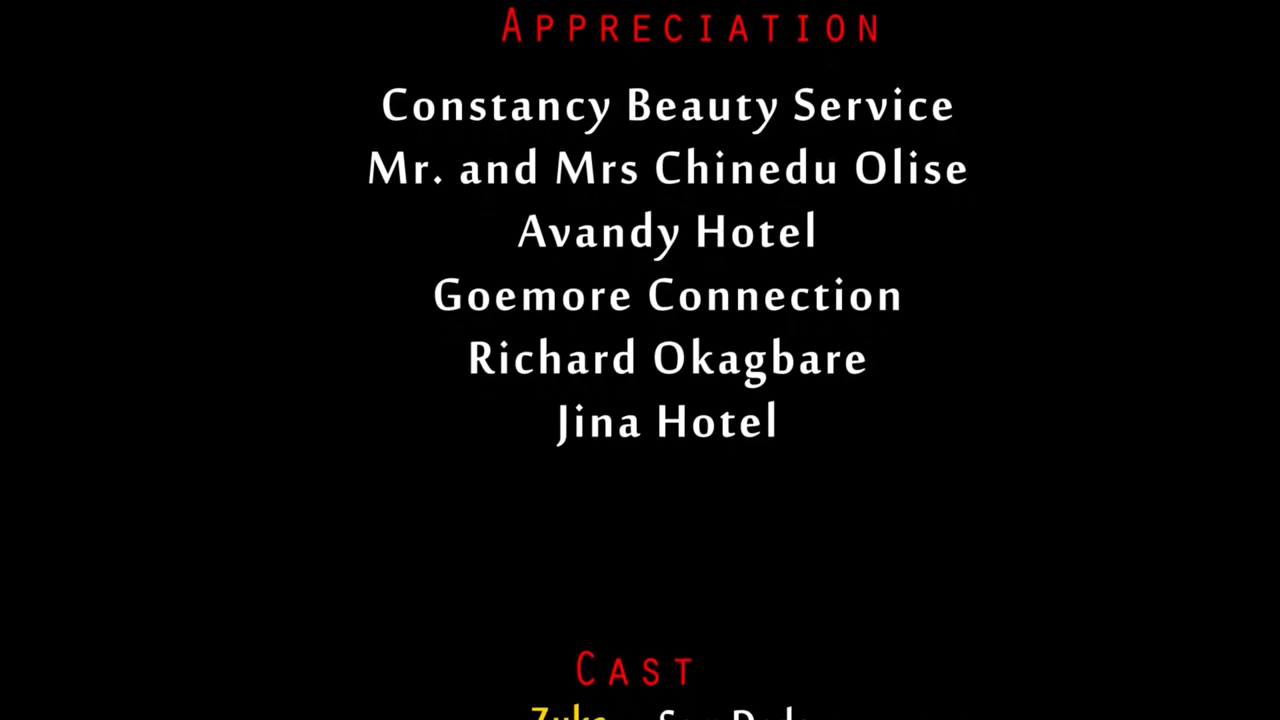 APPRECIATION
Constancy Beauty Service
Mr. and Mrs Chinedu Olise
Avandy Hotel
Goemore Connection
Richard Okagbare
Jina Hotel
CAST